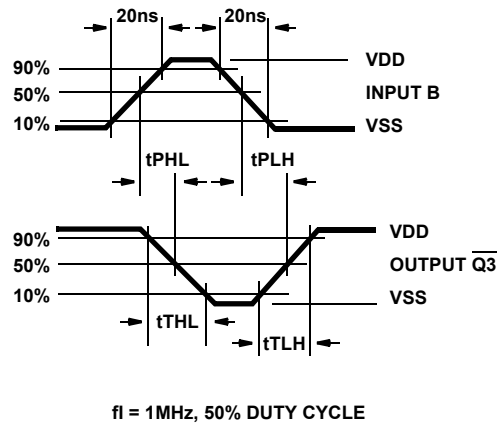 20ns 20ns
90% VDD
50% INPUT B
10% VSS
tPHL tPLH
90% VDD
50% OUTPUT Q̅3̅
10% VSS
tTHL tTLH
fI = 1MHz, 50% DUTY CYCLE